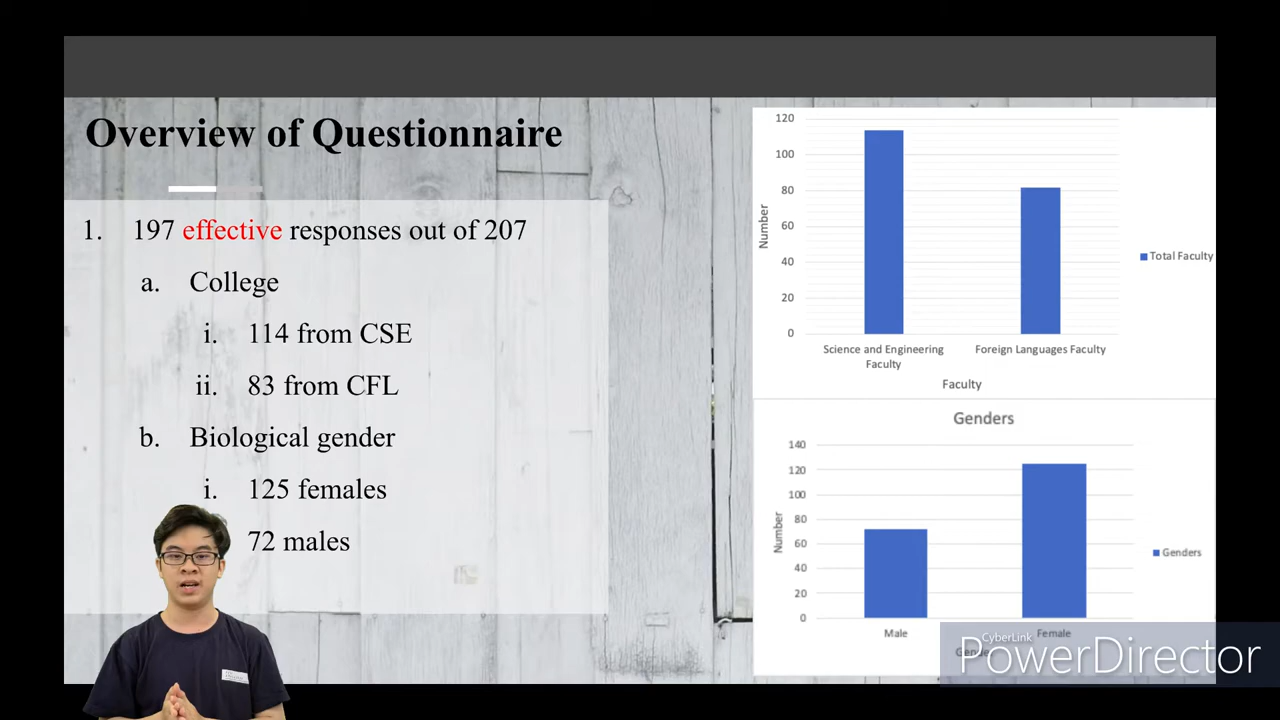 Overview of Questionnaire
1. 197 effective responses out of 207
a. College
i. 114 from CSE
ii. 83 from CFL
b. Biological gender
i. 125 females
72 males
120
100
80
60
40
20
0
Number
Science and Engineering
Faculty
Foreign Languages Faculty
Faculty
Total Faculty
Genders
140
120
100
80
60
40
20
0
Number
Male
Female
Genders
CyberLink
PowerDirector